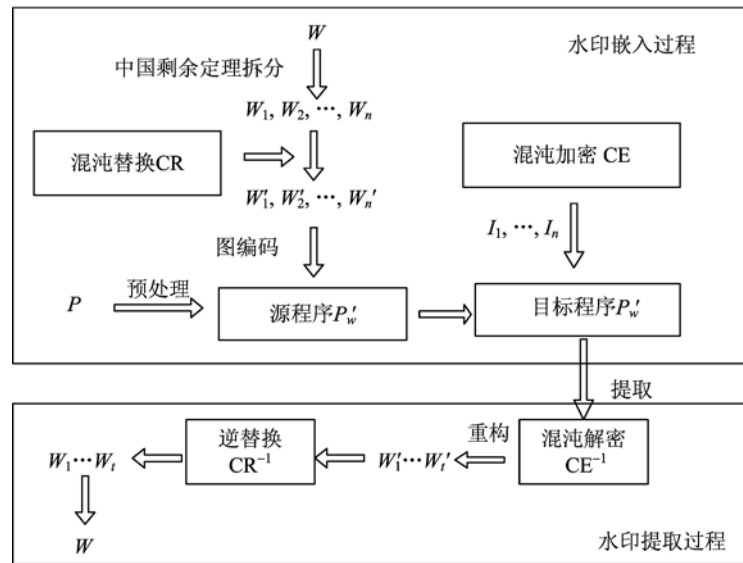 W
水印嵌入过程
中国剩余定理拆分
W₁, W₂, ⋯, Wₙ
混沌替换CR
混沌加密 CE
W₁′, W₂′, ⋯, Wₙ′
I₁, ⋯, Iₙ
图编码
P
预处理
源程序P_w′
目标程序P_w′
提取
逆替换
CR⁻¹
重构
混沌解密
CE⁻¹
W₁⋯Wₜ
W₁′⋯Wₜ′
W
水印提取过程